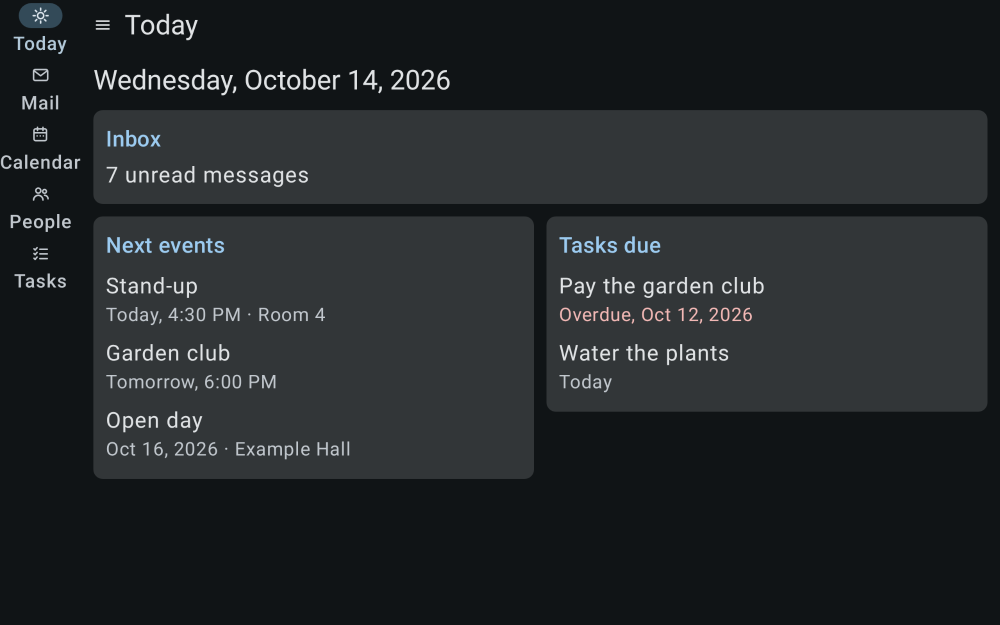 Today
Mail
Calendar
People
Tasks
Today
Wednesday, October 14, 2026
Inbox
7 unread messages
Next events
Stand-up
Today, 4:30 PM · Room 4
Garden club
Tomorrow, 6:00 PM
Open day
Oct 16, 2026 · Example Hall
Tasks due
Pay the garden club
Overdue, Oct 12, 2026
Water the plants
Today